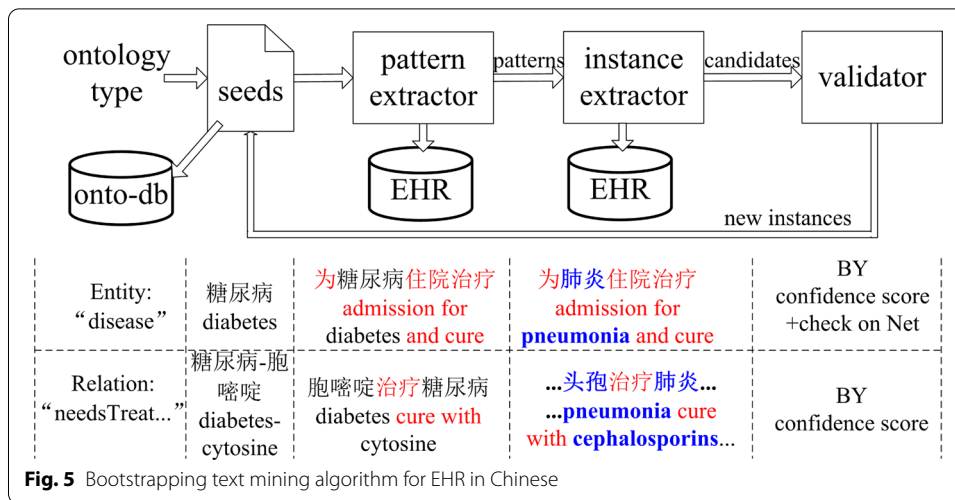 ontology
type
seeds
pattern
extractor
patterns
instance
extractor
candidates
validator
onto-db
EHR
EHR
new instances
Entity:
“disease”
糖尿病
diabetes
为糖尿病住院治疗
admission for
diabetes and cure
为肺炎住院治疗
admission for
pneumonia and cure
BY
confidence score
+check on Net
Relation:
“needsTreat...”
糖尿病-胞
嘧啶
diabetes-
cytosine
胞嘧啶治疗糖尿病
diabetes cure with
cytosine
...头孢治疗肺炎...
...pneumonia cure
with cephalosporins...
BY
confidence score
Fig. 5 Bootstrapping text mining algorithm for EHR in Chinese